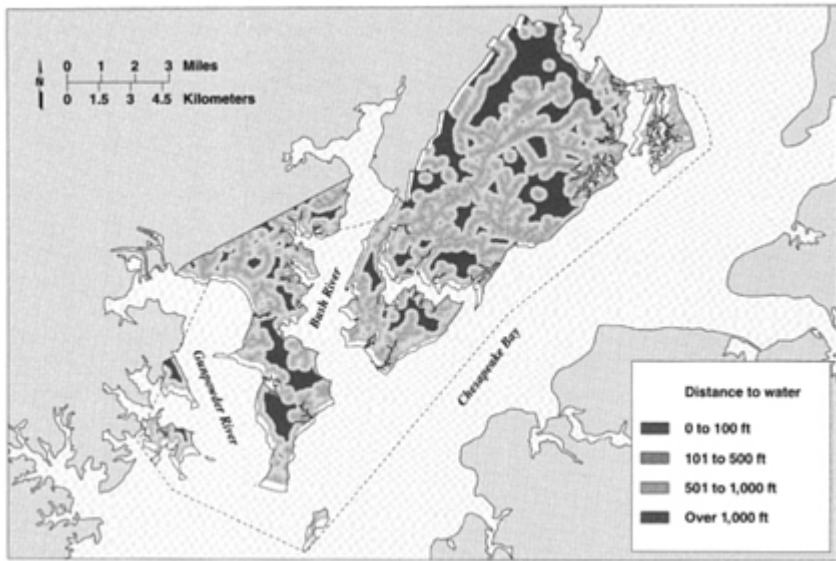 0 1 2 3 Miles
N
0 1.5 3 4.5 Kilometers
Bush River
Gunpowder River
Chesapeake Bay
Distance to water
0 to 100 ft
101 to 500 ft
501 to 1,000 ft
Over 1,000 ft